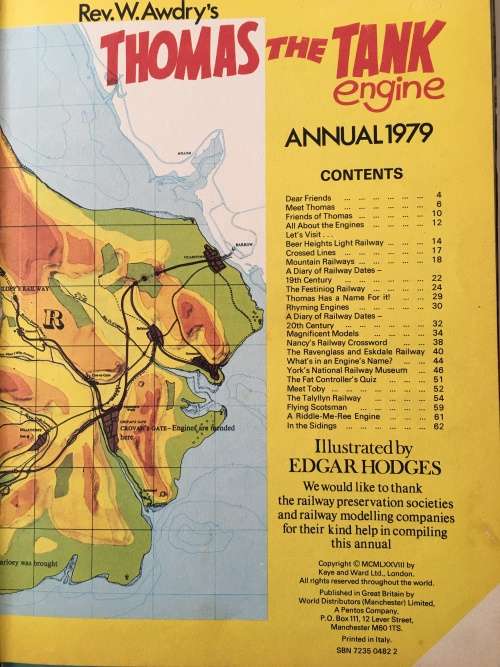 Rev. W. Awdry's
THOMAS THE TANK
engine
ANNUAL 1979
CONTENTS
Dear Friends ... ... ... ... ... ... 4
Meet Thomas ... ... ... ... ... ... 6
Friends of Thomas ... ... ... ... ... 10
All About the Engines ... ... ... ... 12
Let's Visit . . .
Beer Heights Light Railway ... ... ... 14
Crossed Lines ... ... ... ... ... ... 17
Mountain Railways ... ... ... ... ... 18
A Diary of Railway Dates –
19th Century ... ... ... ... ... ... 22
The Festiniog Railway ... ... ... ... 24
Thomas Has a Name For It! ... ... 29
Rhyming Engines ... ... ... ... ... 30
A Diary of Railway Dates –
20th Century ... ... ... ... ... ... 32
Magnificent Models ... ... ... ... 34
Nancy's Railway Crossword ... ... 38
The Ravenglass and Eskdale Railway 40
What's in an Engine's Name? ... ... 44
York's National Railway Museum ... 46
The Fat Controller's Quiz ... ... ... 51
Meet Toby ... ... ... ... ... ... 52
The Talyllyn Railway ... ... ... ... 54
Flying Scotsman ... ... ... ... ... 59
A Riddle-Me-Ree Engine ... ... ... 61
In the Sidings ... ... ... ... ... ... 62
Illustrated by
EDGAR HODGES
We would like to thank
the railway preservation societies
and railway modelling companies
for their kind help in compiling
this annual
Copyright © MCMLXXVIII by
Kaye and Ward Ltd., London.
All rights reserved throughout the world.
Published in Great Britain by
World Distributors (Manchester) Limited,
A Pentos Company,
P.O. Box 111, 12 Lever Street,
Manchester M60 1TS.
Printed in Italy.
SBN 7235 0482 2
MILLOM
BARROW
RAILWAY
R
CROVAN'S GATE – Engines are mended
here.
was brought